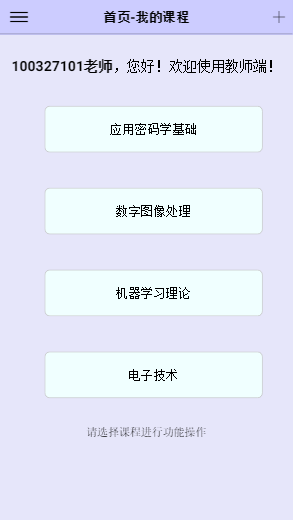 首页-我的课程
100327101老师，您好！欢迎使用教师端！
应用密码学基础
数字图像处理
机器学习理论
电子技术
请选择课程进行功能操作